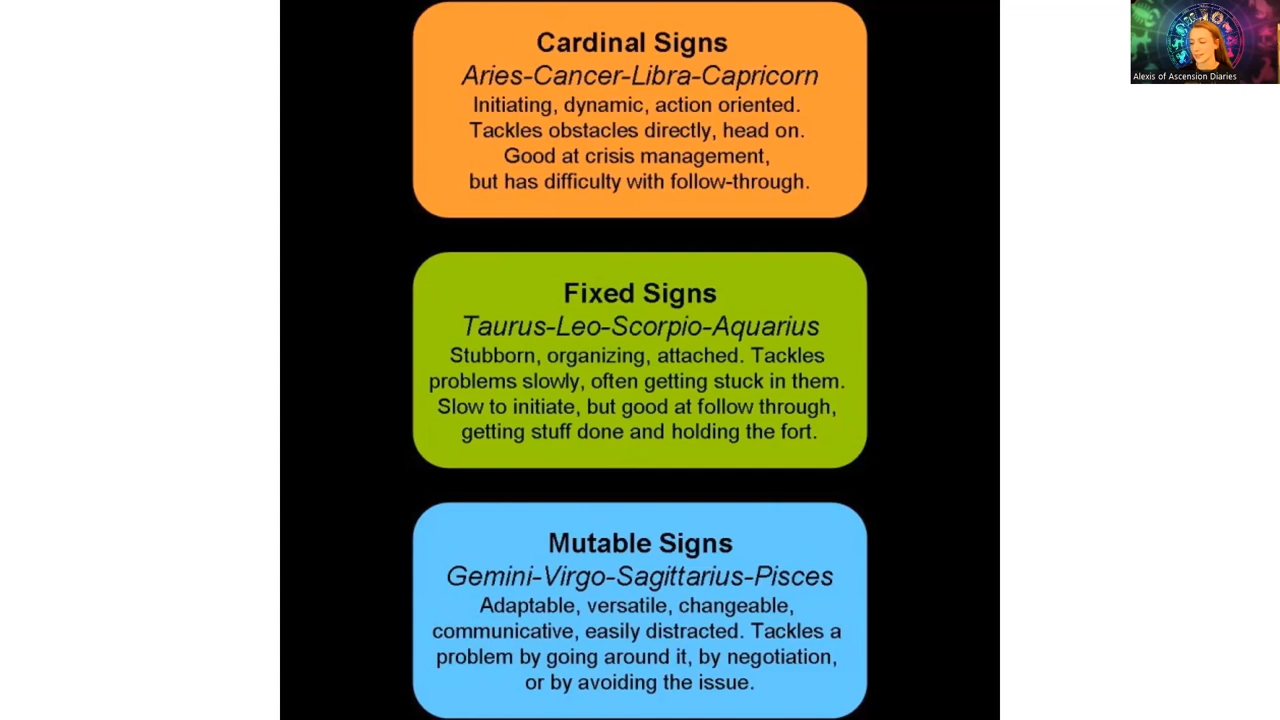 Cardinal Signs
Aries-Cancer-Libra-Capricorn
Initiating, dynamic, action oriented.
Tackles obstacles directly, head on.
Good at crisis management,
but has difficulty with follow-through.
Fixed Signs
Taurus-Leo-Scorpio-Aquarius
Stubborn, organizing, attached. Tackles
problems slowly, often getting stuck in them.
Slow to initiate, but good at follow through,
getting stuff done and holding the fort.
Mutable Signs
Gemini-Virgo-Sagittarius-Pisces
Adaptable, versatile, changeable,
communicative, easily distracted. Tackles a
problem by going around it, by negotiation,
or by avoiding the issue.
Alexis of Ascension Diaries